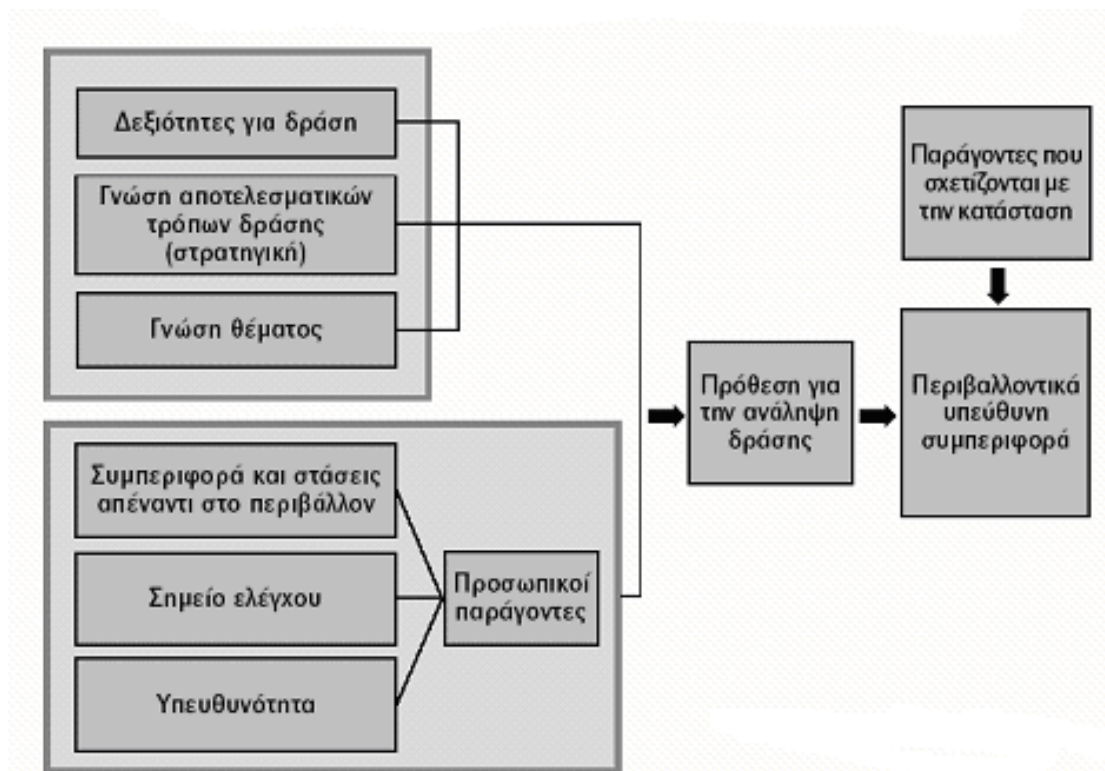 Δεξιότητες για δράση
Γνώση αποτελεσματικών
τρόπων δράσης
(στρατηγική)
Γνώση θέματος
Συμπεριφορά και στάσεις
απέναντι στο περιβάλλον
Σημείο ελέγχου
Υπευθυνότητα
Προσωπικοί
παράγοντες
Πρόθεση για
την ανάληψη
δράσης
Παράγοντες που
σχετίζονται με
την κατάσταση
Περιβαλλοντικά
υπεύθυνη
συμπεριφορά